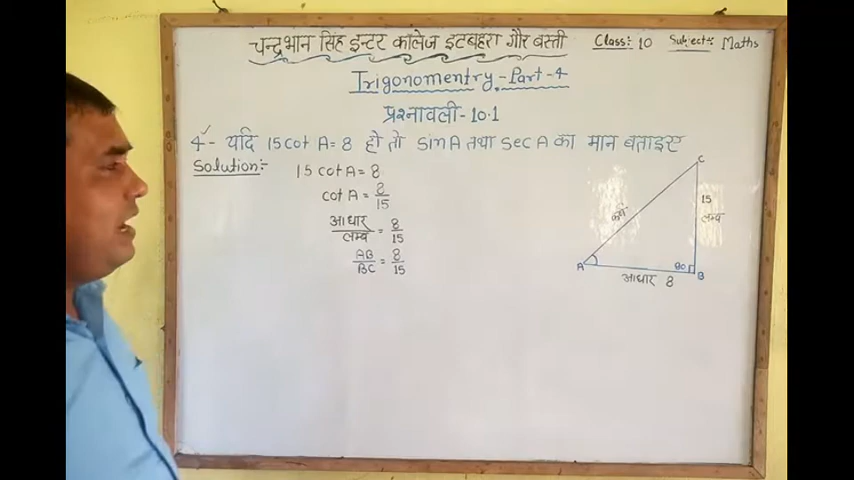 चन्द्रभान सिंह इन्टर कालेज इटबहरा गौर बस्ती
Class:- 10 Subject:- Maths
Trigonomentry - Part - 4
प्रश्नावली - 10.1
4 - यदि 15 cot A = 8 हो तो sin A तथा sec A का मान बताइए
Solution:-
15 cot A = 8
cot A = 8/15
आधार/लम्ब = 8/15
AB/BC = 8/15
C
15
लम्ब
कर्ण
A
90
B
आधार 8